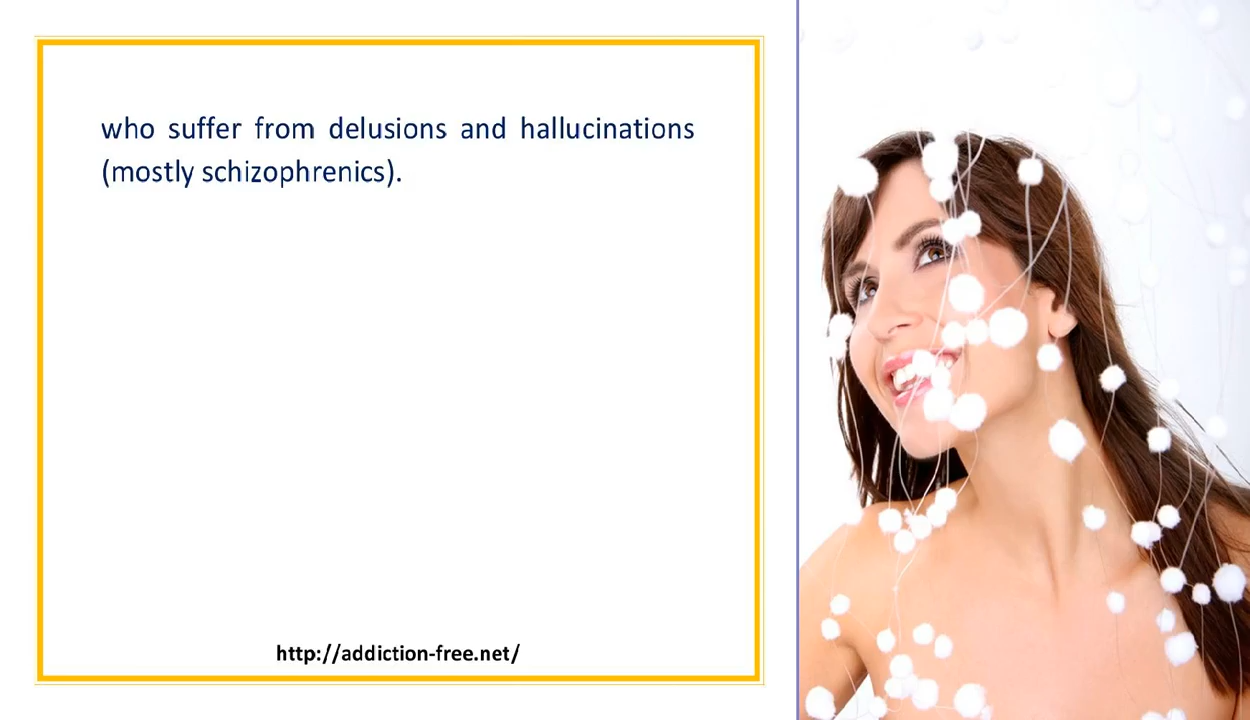 who suffer from delusions and hallucinations
(mostly schizophrenics).
http://addiction-free.net/